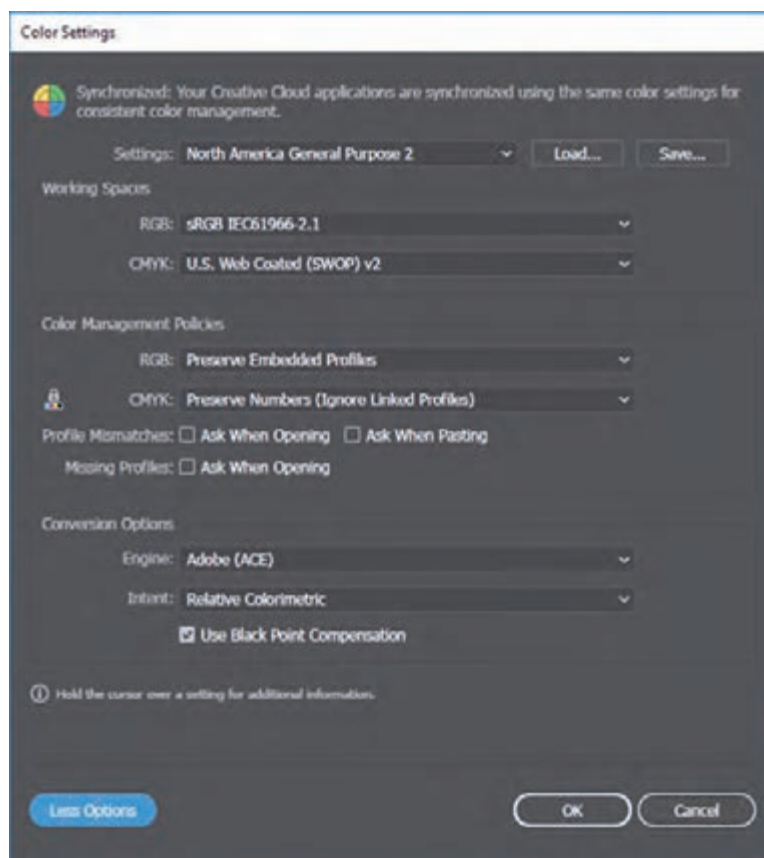 Color Settings
Synchronized: Your Creative Cloud applications are synchronized using the same color settings for
consistent color management.
Settings: North America General Purpose 2 Load... Save...
Working Spaces
RGB: sRGB IEC61966-2.1
CMYK: U.S. Web Coated (SWOP) v2
Color Management Policies
RGB: Preserve Embedded Profiles
CMYK: Preserve Numbers (Ignore Linked Profiles)
Profile Mismatches: Ask When Opening Ask When Pasting
Missing Profiles: Ask When Opening
Conversion Options
Engine: Adobe (ACE)
Intent: Relative Colorimetric
Use Black Point Compensation
Hold the cursor over a setting for additional information.
Less Options OK Cancel